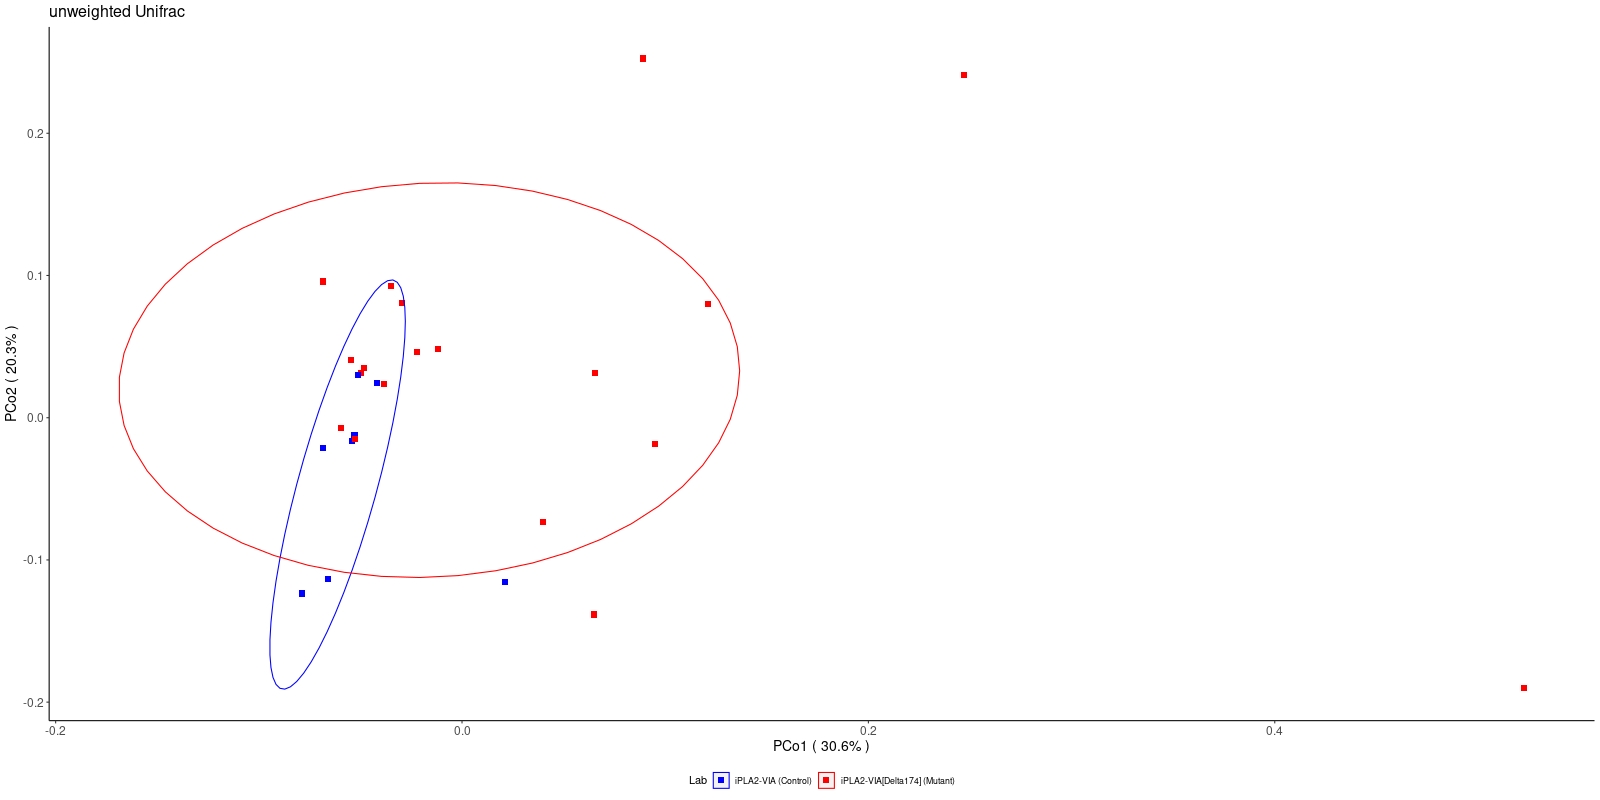 unweighted Unifrac
0.2
0.1
0.0
-0.1
-0.2
PCo2 ( 20.3% )
-0.2 0.0 0.2 0.4
PCo1 ( 30.6% )
Lab iPLA2-VIA (Control) iPLA2-VIA[Delta174] (Mutant)